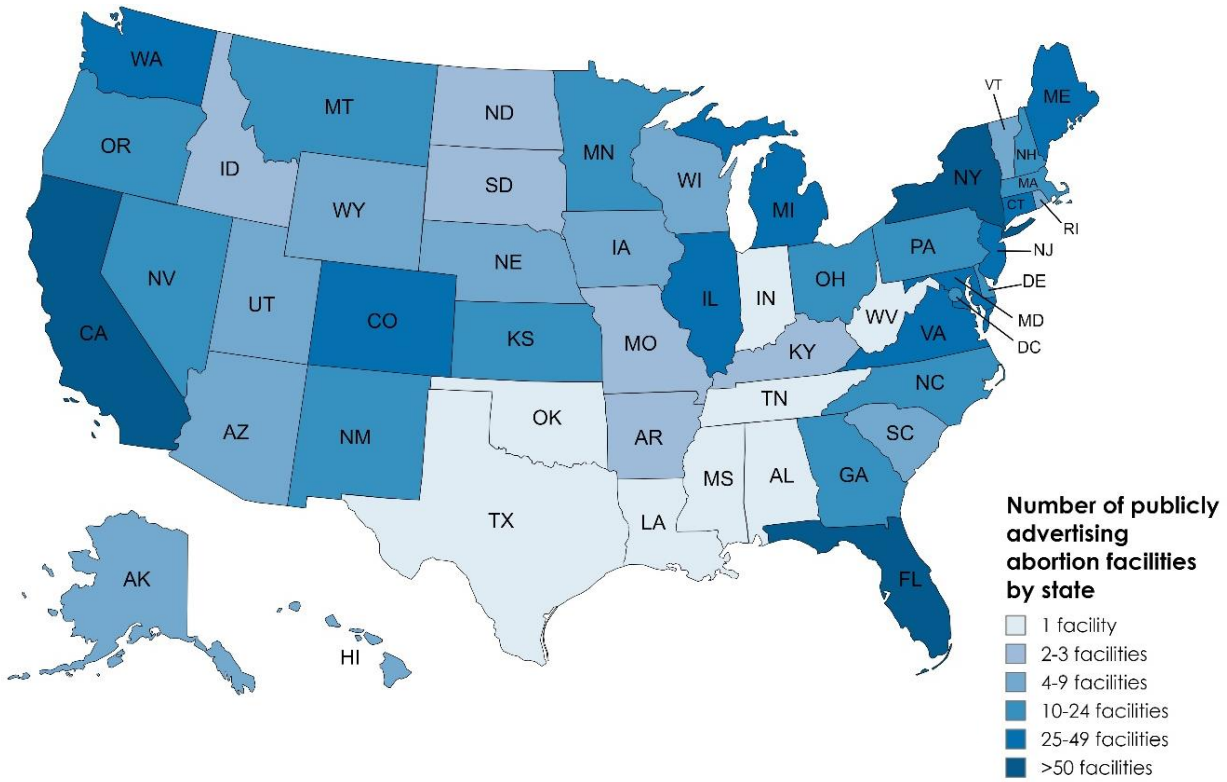 WA
VT
ME
MT
ND
OR
MN
NH
ID
SD
WI
NY
MA
WY
MI
CT
RI
IA
PA
NE
NJ
NV
OH
DE
UT
IL
IN
CA
CO
WV
MD
KS
MO
VA
KY
DC
NC
TN
OK
AZ
NM
AR
SC
MS
AL
GA
TX
LA
AK
FL
HI
Number of publicly
advertising
abortion facilities
by state
1 facility
2-3 facilities
4-9 facilities
10-24 facilities
25-49 facilities
>50 facilities